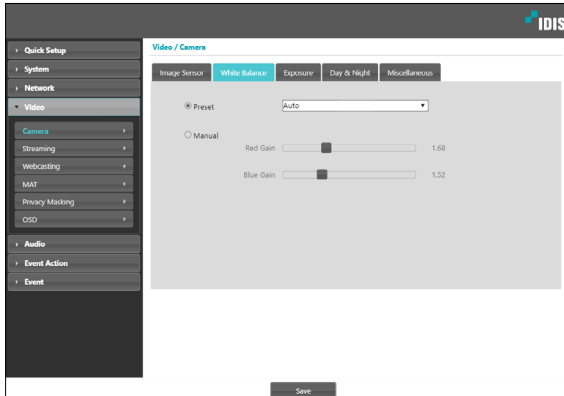 IDIS
Quick Setup
System
Network
Video
Camera
Streaming
Webcasting
MAT
Privacy Masking
OSD
Audio
Event Action
Event
Video / Camera
Image Sensor White Balance Exposure Day & Night Miscellaneous
Preset Auto
Manual
Red Gain 1.68
Blue Gain 1.52
Save